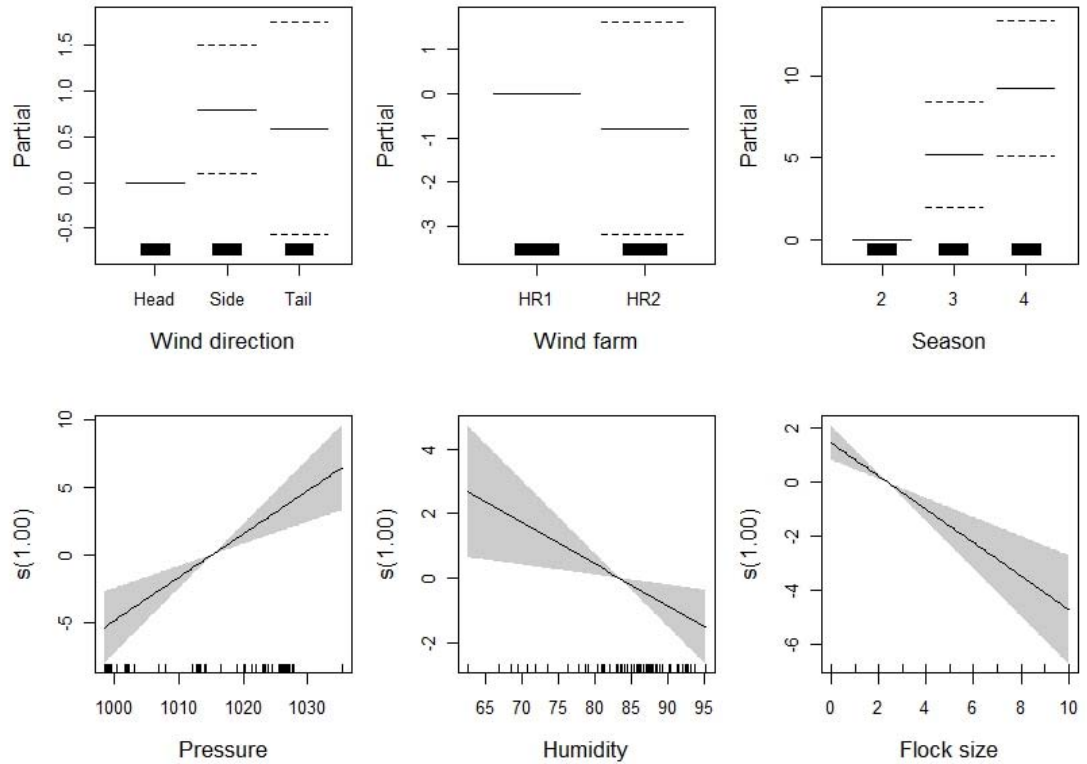 Partial
1.5
1.0
0.5
0.0
-0.5
Head Side Tail
Wind direction
Partial
1
0
-1
-2
-3
HR1 HR2
Wind farm
Partial
10
5
0
2 3 4
Season
s(1.00)
10
5
0
-5
1000 1010 1020 1030
Pressure
s(1.00)
4
2
0
-2
65 70 75 80 85 90 95
Humidity
s(1.00)
2
0
-2
-4
-6
0 2 4 6 8 10
Flock size